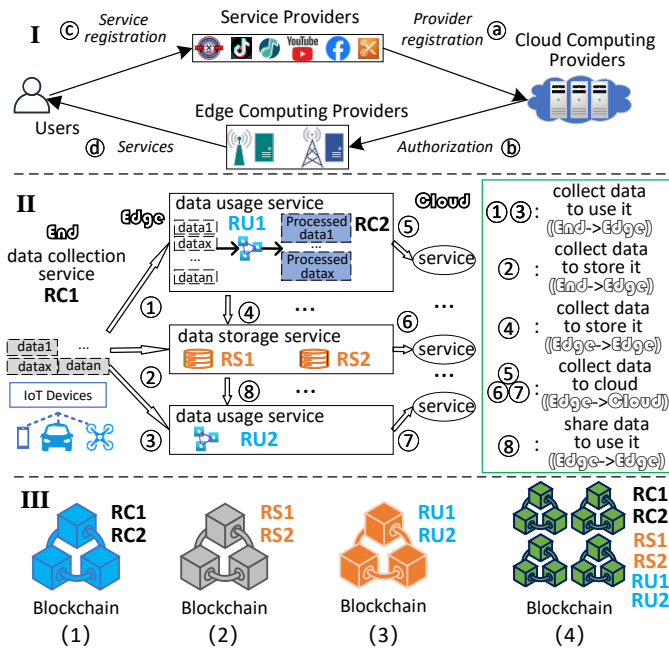 I
ⓒ
Service
registration
Service Providers
YouTube
Provider
registration
ⓐ
Cloud Computing
Providers
Users
Edge Computing Providers
ⓓ
Services
Authorization
ⓑ
II
End
data collection
service
RC1
Edge
data usage service
data1
datax
...
datan
RU1
Processed
data1
...
Processed
datax
RC2
⑤
Cloud
service
①
④
...
...
data storage service
RS1
RS2
⑥
service
data1
...
datax
datan
②
⑧
...
...
IoT Devices
③
data usage service
RU2
⑦
service
①③:
collect data
to use it
(End->Edge)
②:
collect data
to store it
(End->Edge)
④:
collect data
to store it
(Edge->Edge)
⑤
⑥⑦:
collect data
to cloud
(Edge->Cloud)
⑧:
share data
to use it
(Edge->Edge)
III
RC1
RC2
Blockchain
(1)
RS1
RS2
Blockchain
(2)
RU1
RU2
Blockchain
(3)
RC1
RC2
RS1
RS2
RU1
RU2
Blockchain
(4)